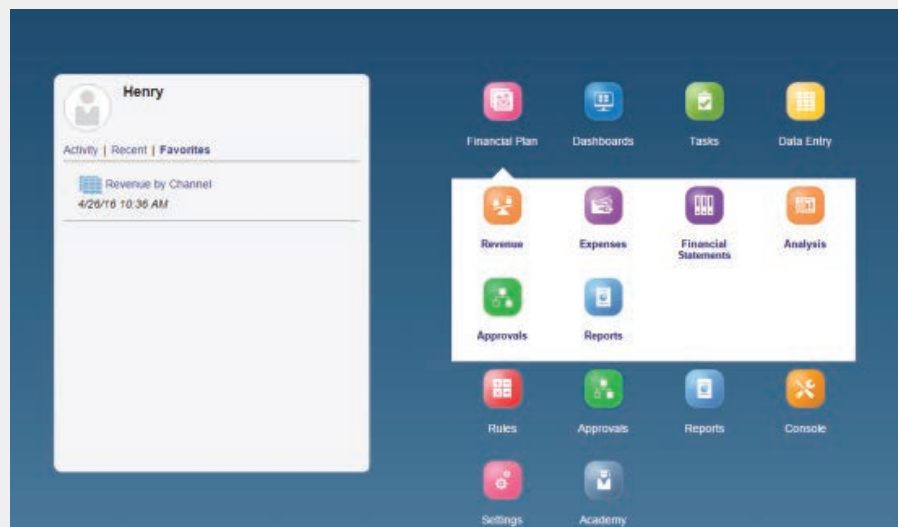 Henry
Activity | Recent | Favorites
Revenue by Channel
4/26/16 10:36 AM
Financial Plan
Dashboards
Tasks
Data Entry
Revenue
Expenses
Financial
Statements
Analysis
Approvals
Reports
Rules
Approvals
Reports
Console
Settings
Academy